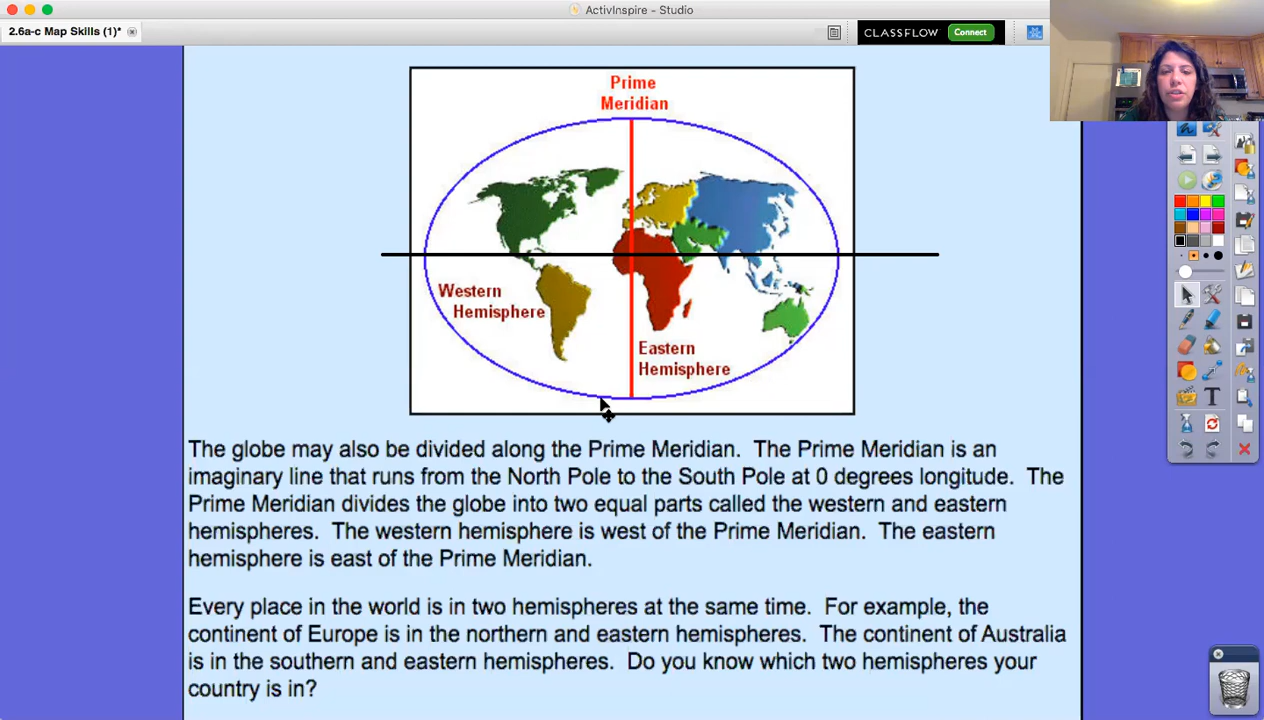 ActivInspire - Studio
2.6a-c Map Skills (1)*
CLASSFLOW Connect
Prime
Meridian
Western
Hemisphere
Eastern
Hemisphere
The globe may also be divided along the Prime Meridian. The Prime Meridian is an
imaginary line that runs from the North Pole to the South Pole at 0 degrees longitude. The
Prime Meridian divides the globe into two equal parts called the western and eastern
hemispheres. The western hemisphere is west of the Prime Meridian. The eastern
hemisphere is east of the Prime Meridian.
Every place in the world is in two hemispheres at the same time. For example, the
continent of Europe is in the northern and eastern hemispheres. The continent of Australia
is in the southern and eastern hemispheres. Do you know which two hemispheres your
country is in?